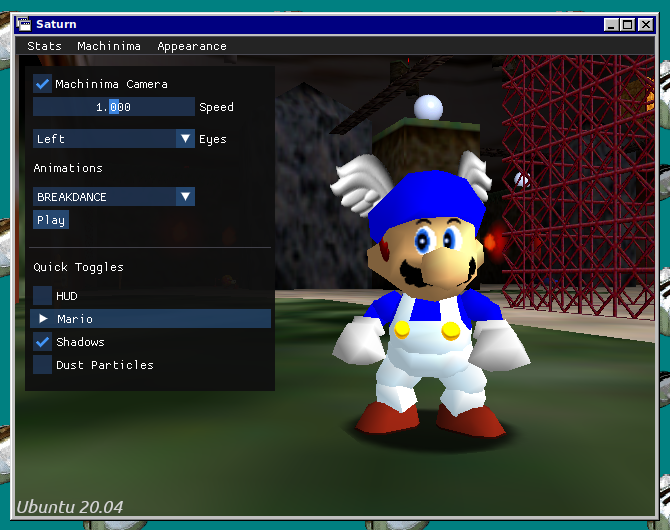 Saturn
Stats Machinima Appearance
Machinima Camera
1.000 Speed
Left Eyes
Animations
BREAKDANCE
Play
Quick Toggles
HUD
Mario
Shadows
Dust Particles
Ubuntu 20.04